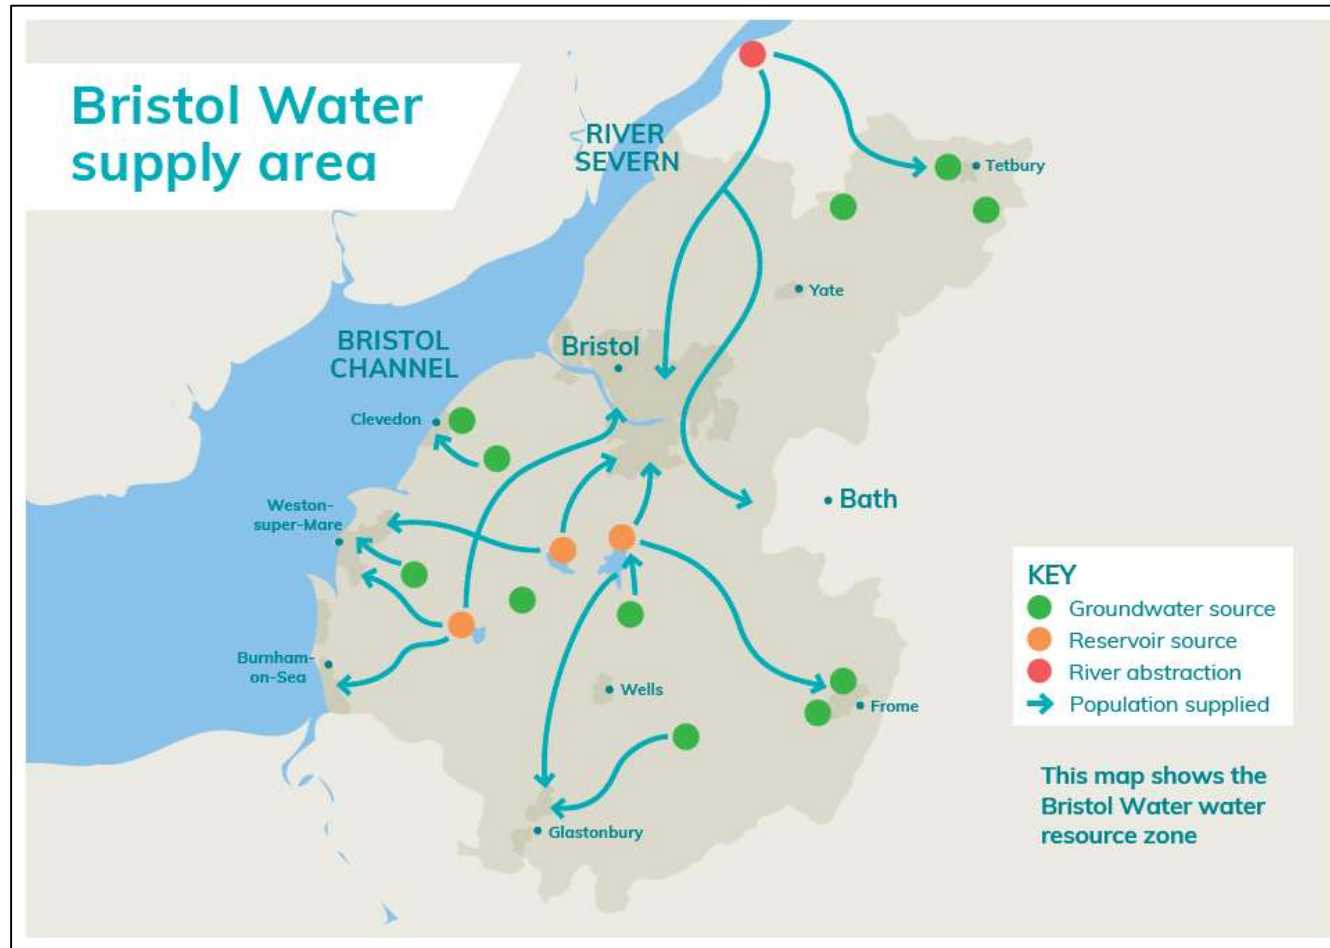 Bristol Water
supply area
RIVER
SEVERN
Tetbury
Yate
BRISTOL
CHANNEL
Bristol
Clevedon
Weston-
super-Mare
Bath
Burnham-
on-Sea
Wells
Frome
Glastonbury
KEY
Groundwater source
Reservoir source
River abstraction
Population supplied
This map shows the
Bristol Water water
resource zone